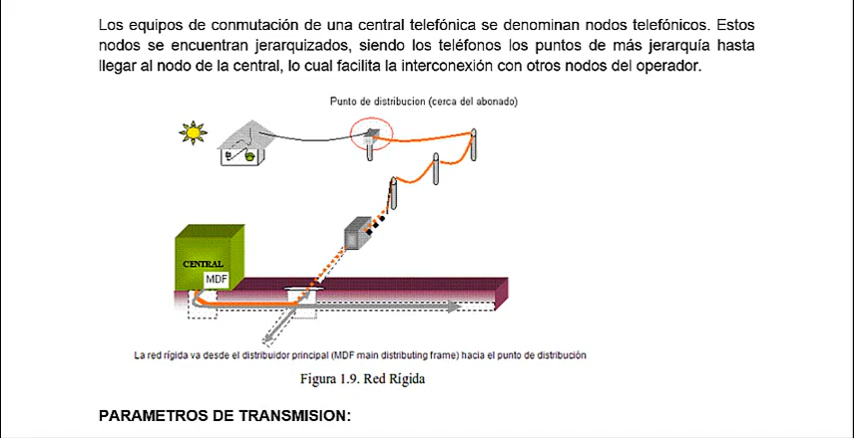 Los equipos de conmutación de una central telefónica se denominan nodos telefónicos. Estos
nodos se encuentran jerarquizados, siendo los teléfonos los puntos de más jerarquía hasta
llegar al nodo de la central, lo cual facilita la interconexión con otros nodos del operador.
Punto de distribucion (cerca del abonado)
CENTRAL
MDF
La red rígida va desde el distribuidor principal (MDF main distributing frame) hacia el punto de distribución
Figura 1.9. Red Rígida
PARAMETROS DE TRANSMISION: